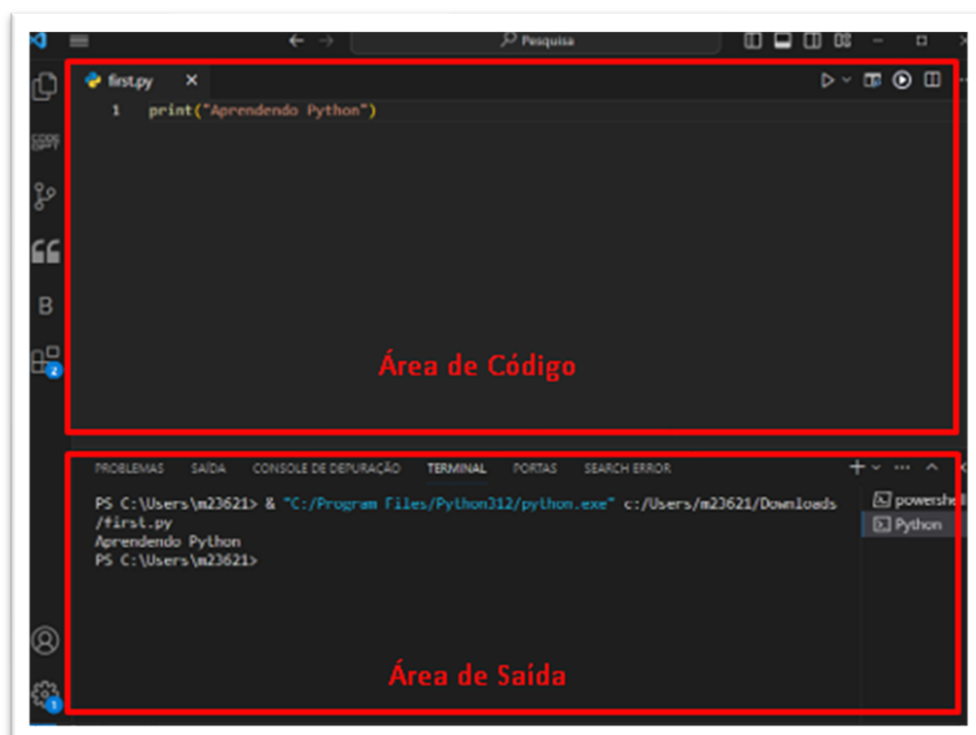 Pesquisa
first.py
1 print("Aprendendo Python")
B
2
Área de Código
PROBLEMAS SAÍDA CONSOLE DE DEPURAÇÃO TERMINAL PORTAS SEARCH ERROR
PS C:\Users\m23621> & "C:/Program Files/Python312/python.exe" c:/Users/m23621/Downloads
/first.py
Aprendendo Python
PS C:\Users\m23621>
powershell
Python
Área de Saída
1